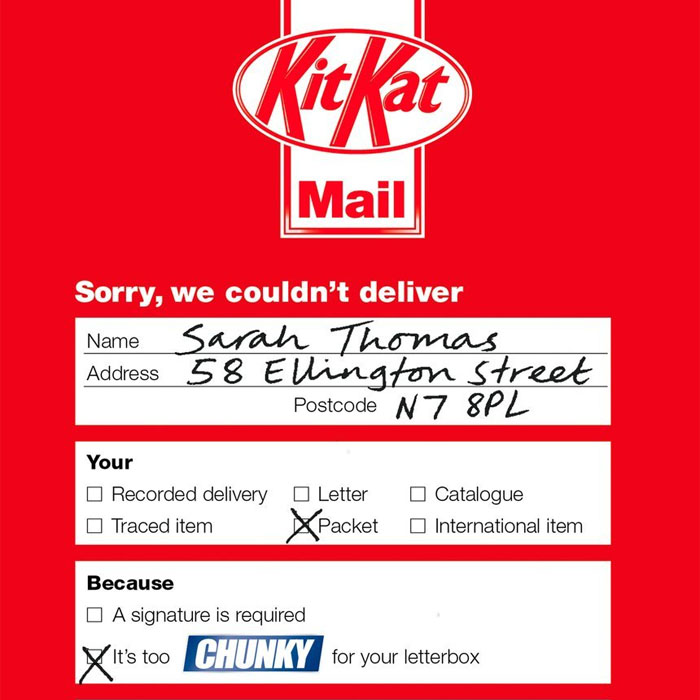 KitKat
Mail
Sorry, we couldn't deliver
Name Sarah Thomas
Address 58 Ellington Street
Postcode N7 8PL
Your
Recorded delivery Letter Catalogue
Traced item Packet International item
Because
A signature is required
It's too CHUNKY for your letterbox